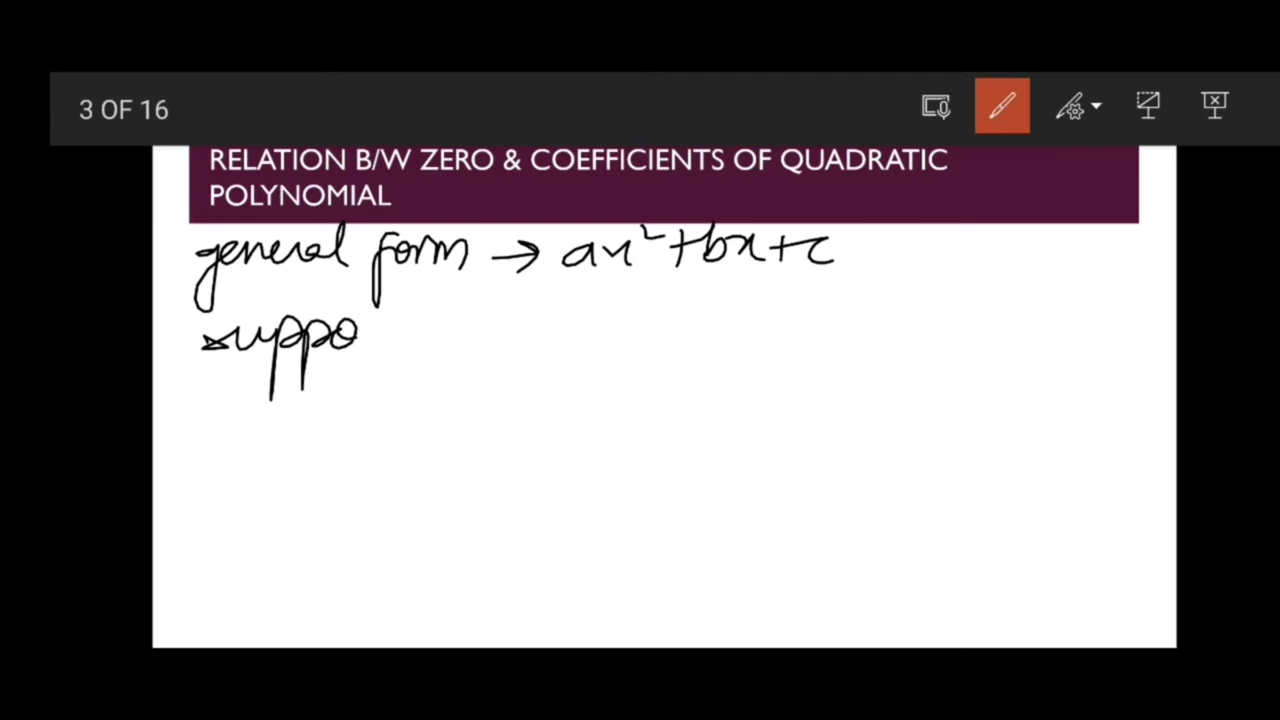 3 OF 16
RELATION B/W ZERO & COEFFICIENTS OF QUADRATIC
POLYNOMIAL
general form → ax²+bx+c
suppo